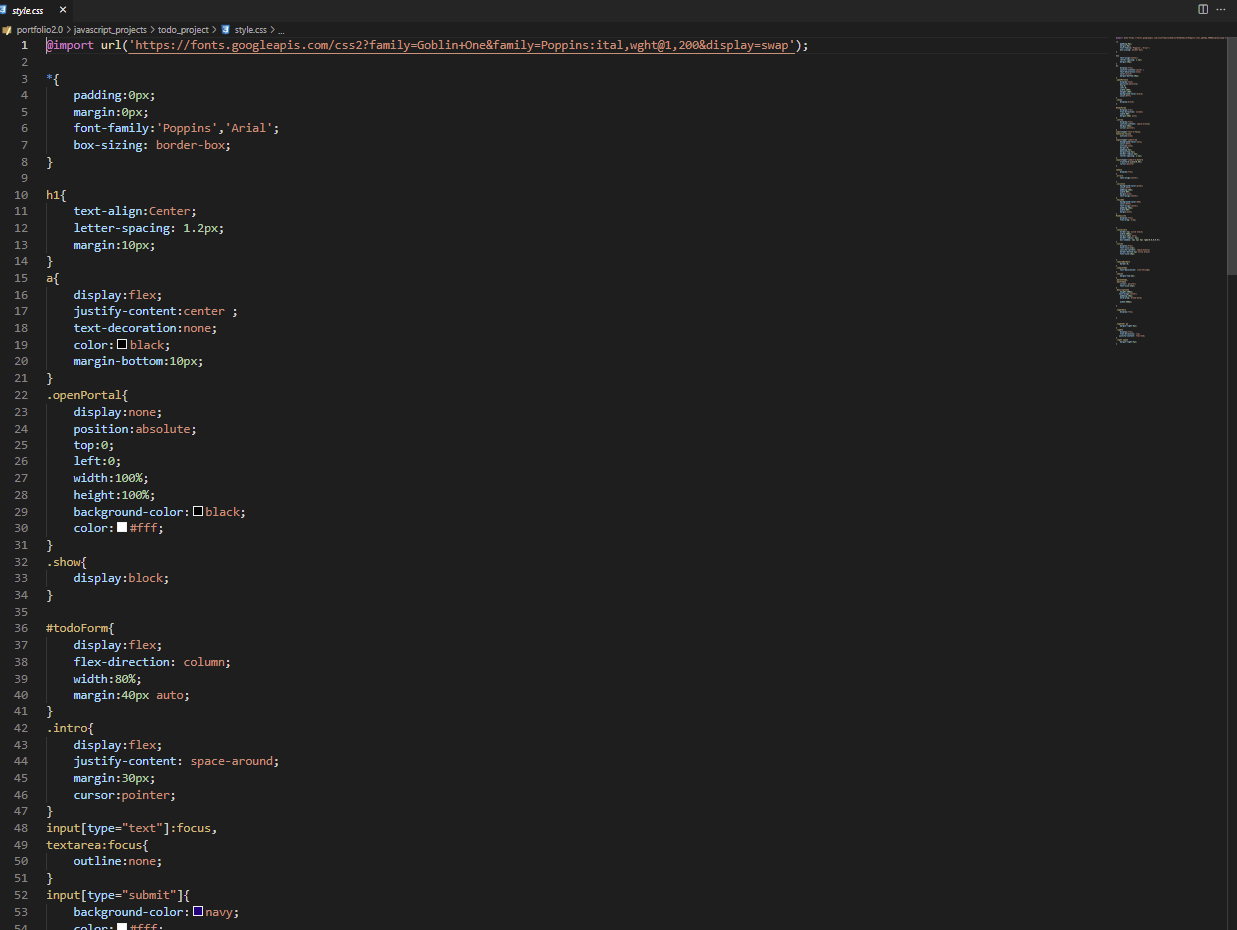 style.css
portfolio2.0 > javascript_projects > todo_project > style.css > ...
1 @import url('https://fonts.googleapis.com/css2?family=Goblin+One&family=Poppins:ital,wght@1,200&display=swap');
2
3 *{
4 padding:0px;
5 margin:0px;
6 font-family:'Poppins','Arial';
7 box-sizing: border-box;
8 }
9
10 h1{
11 text-align:Center;
12 letter-spacing: 1.2px;
13 margin:10px;
14 }
15 a{
16 display:flex;
17 justify-content:center ;
18 text-decoration:none;
19 color:black;
20 margin-bottom:10px;
21 }
22 .openPortal{
23 display:none;
24 position:absolute;
25 top:0;
26 left:0;
27 width:100%;
28 height:100%;
29 background-color:black;
30 color:#fff;
31 }
32 .show{
33 display:block;
34 }
35
36 #todoForm{
37 display:flex;
38 flex-direction: column;
39 width:80%;
40 margin:40px auto;
41 }
42 .intro{
43 display:flex;
44 justify-content: space-around;
45 margin:30px;
46 cursor:pointer;
47 }
48 input[type="text"]:focus,
49 textarea:focus{
50 outline:none;
51 }
52 input[type="submit"]{
53 background-color:navy;
54 color:#fff;